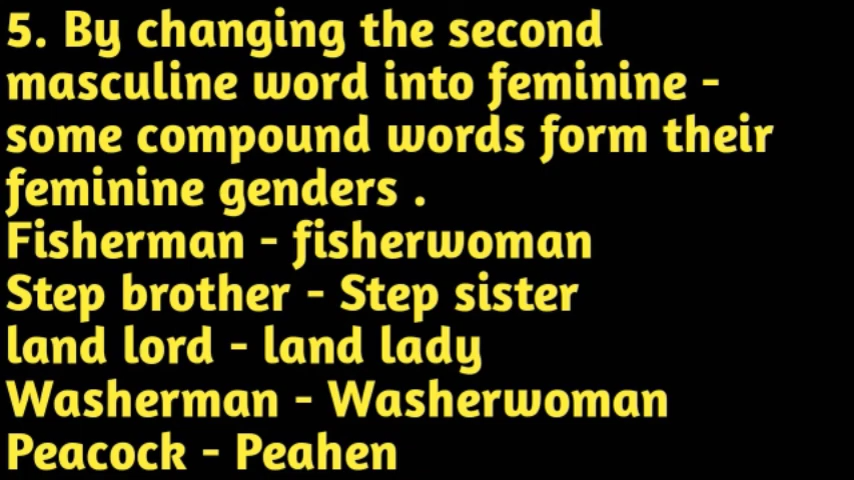 5. By changing the second
masculine word into feminine -
some compound words form their
feminine genders .
Fisherman - fisherwoman
Step brother - Step sister
land lord - land lady
Washerman - Washerwoman
Peacock - Peahen